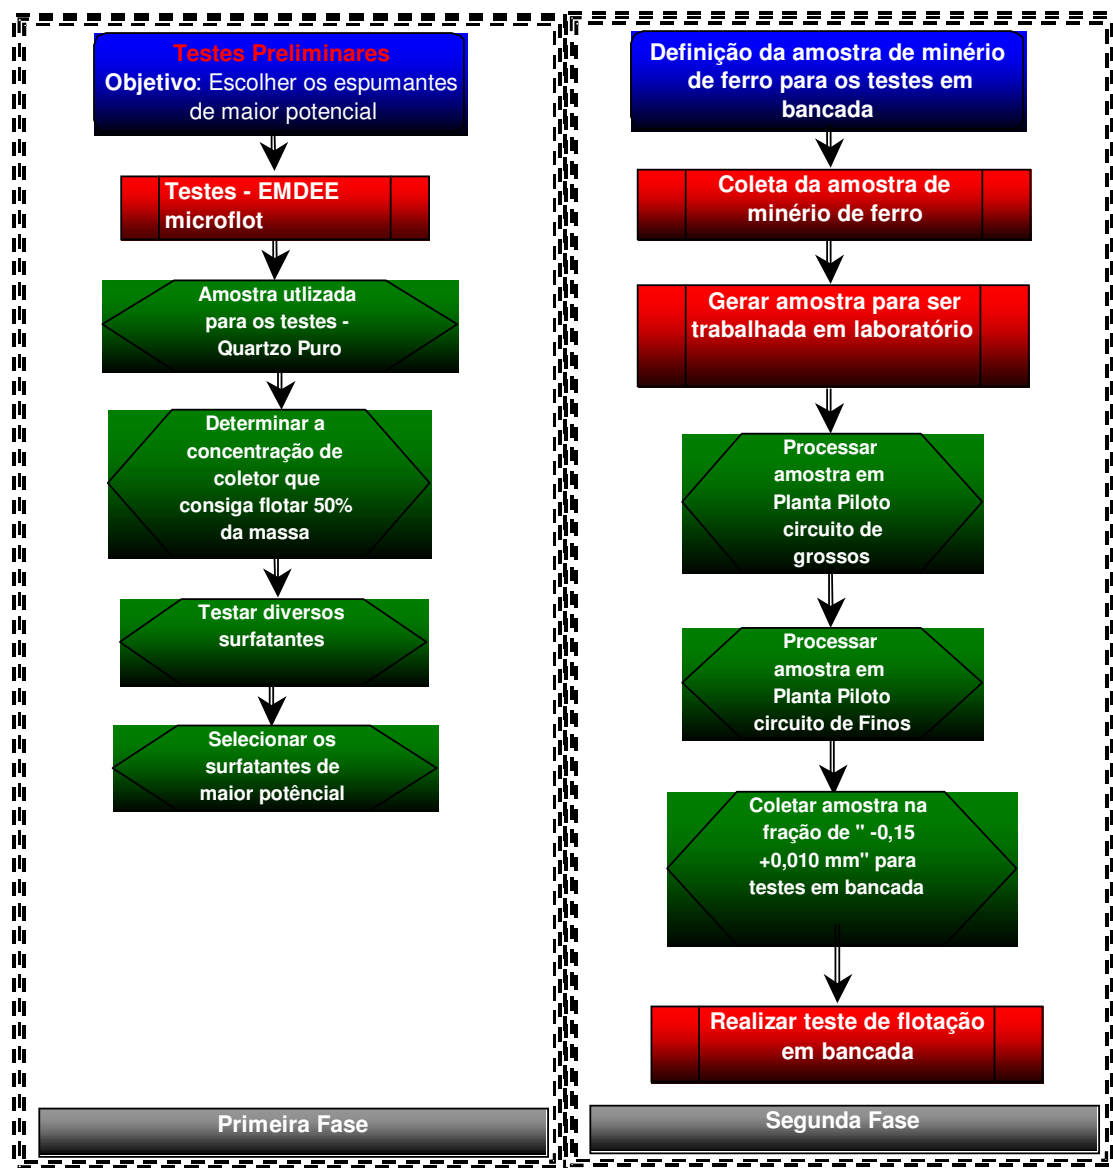 Testes Preliminares
Objetivo: Escolher os espumantes
de maior potencial
Testes - EMDEE
microflot
Amostra utlizada
para os testes -
Quartzo Puro
Determinar a
concentração de
coletor que
consiga flotar 50%
da massa
Testar diversos
surfatantes
Selecionar os
surfatantes de
maior potêncial
Primeira Fase
Definição da amostra de minério
de ferro para os testes em
bancada
Coleta da amostra de
minério de ferro
Gerar amostra para ser
trabalhada em laboratório
Processar
amostra em
Planta Piloto
circuito de
grossos
Processar
amostra em
Planta Piloto
circuito de Finos
Coletar amostra na
fração de " -0,15
+0,010 mm" para
testes em bancada
Realizar teste de flotação
em bancada
Segunda Fase